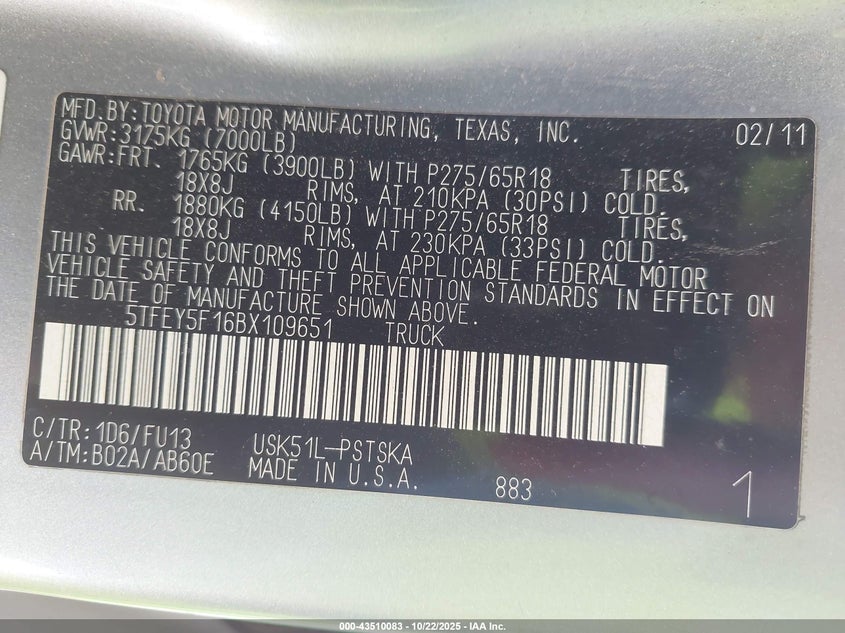 MFD.BY:TOYOTA MOTOR MANUFACTURING, TEXAS, INC. 02/11
GVWR:3175KG (7000LB)
GAWR:FRT. 1765KG (3900LB) WITH P275/65R18 TIRES,
18X8J RIMS, AT 210KPA (30PSI) COLD.
RR. 1880KG (4150LB) WITH P275/65R18 TIRES,
18X8J RIMS, AT 230KPA (33PSI) COLD.
THIS VEHICLE CONFORMS TO ALL APPLICABLE FEDERAL MOTOR
VEHICLE SAFETY AND THEFT PREVENTION STANDARDS IN EFFECT ON
THE DATE OF MANUFACTURE SHOWN ABOVE.
5TFEY5F16BX109651 TRUCK
C/TR:1D6/FU13 USK51L-PSTSKA
A/TM:B02A/AB60E MADE IN U.S.A. 883 1
000-43510083 - 10/22/2025 - IAA Inc.